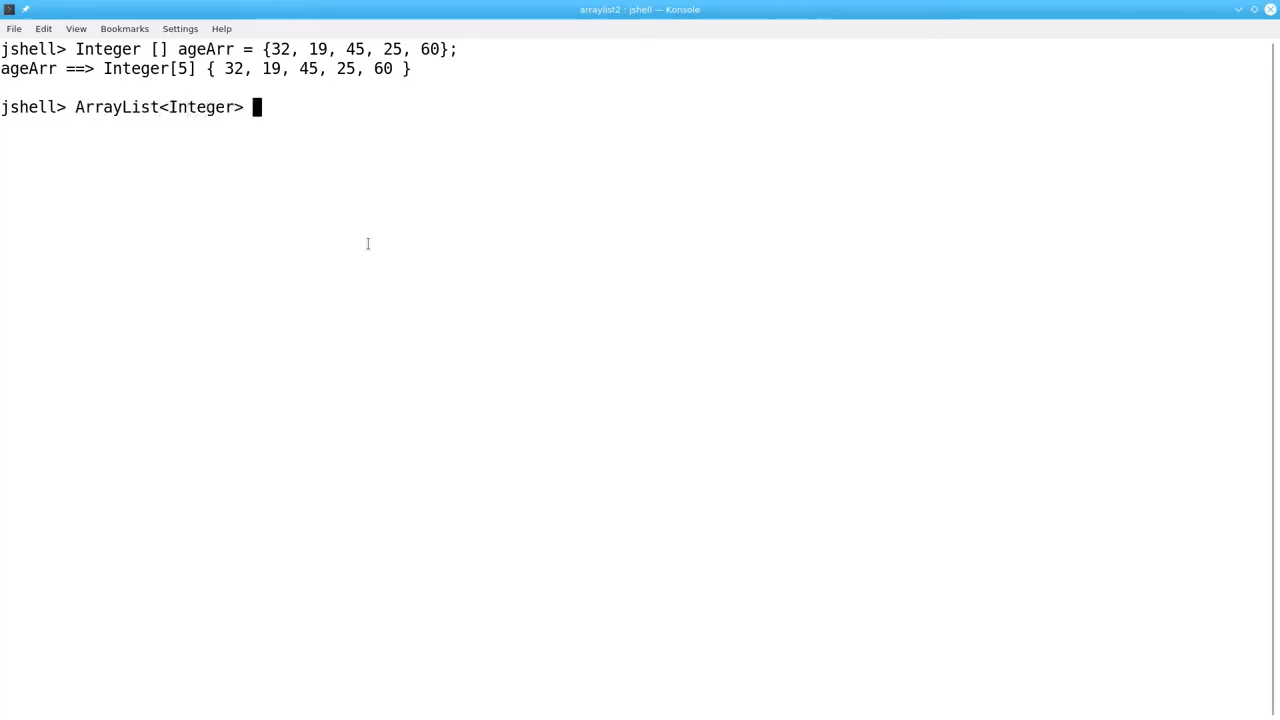 arraylist2 : jshell — Konsole
File Edit View Bookmarks Settings Help
jshell> Integer [] ageArr = {32, 19, 45, 25, 60};
ageArr ==> Integer[5] { 32, 19, 45, 25, 60 }
jshell> ArrayList<Integer>